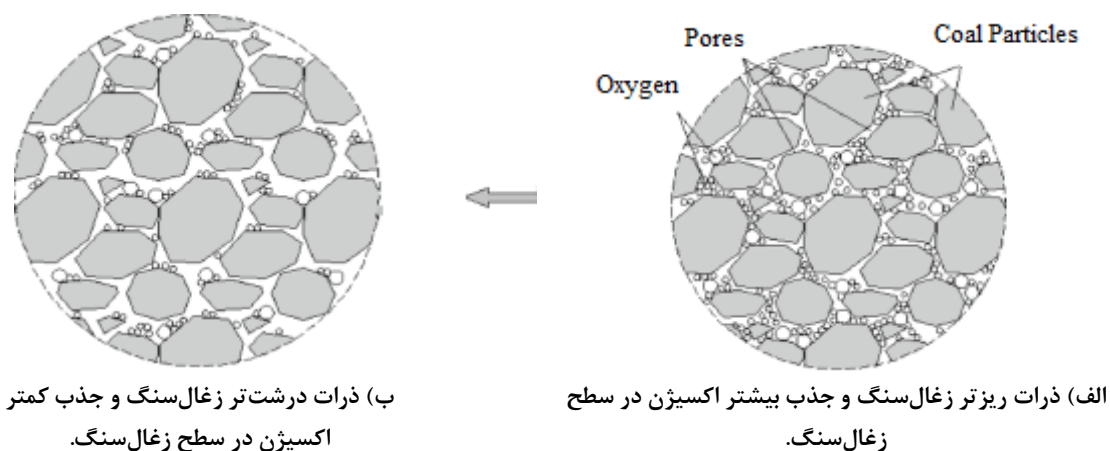 Pores
Coal Particles
Oxygen
الف) ذرات ریزتر زغال‌سنگ و جذب بیشتر اکسیژن در سطح
زغال‌سنگ.
ب) ذرات درشت‌تر زغال‌سنگ و جذب کمتر
اکسیژن در سطح زغال‌سنگ.